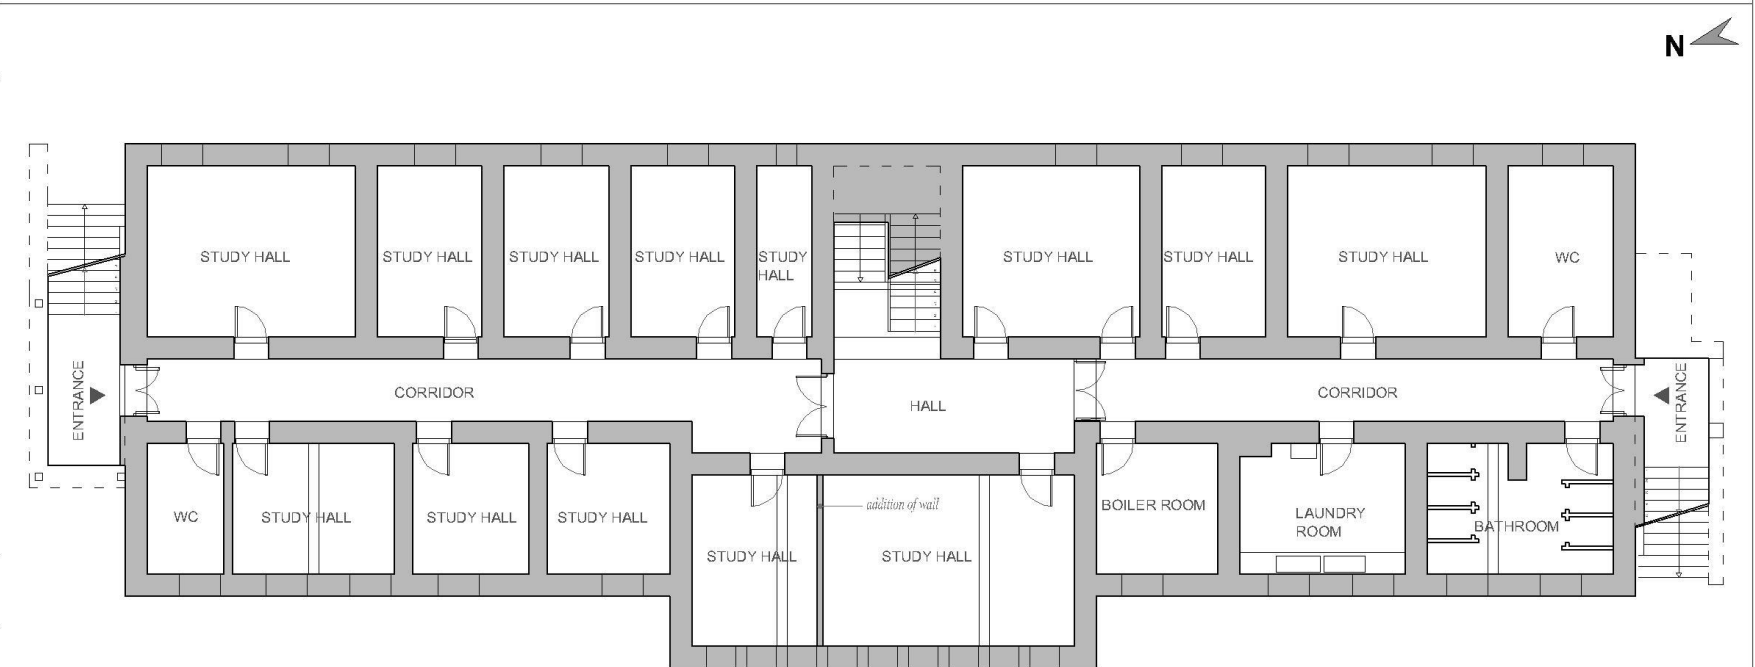 N
STUDY HALL
STUDY HALL
STUDY HALL
STUDY HALL
STUDY
HALL
STUDY HALL
STUDY HALL
STUDY HALL
WC
ENTRANCE
CORRIDOR
HALL
CORRIDOR
ENTRANCE
WC
STUDY HALL
STUDY HALL
STUDY HALL
STUDY HALL
addition of wall
STUDY HALL
BOILER ROOM
LAUNDRY
ROOM
BATHROOM